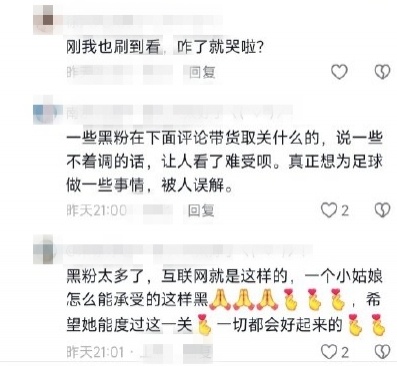 刚我也刷到看，咋了就哭啦？
昨天
回复
一些黑粉在下面评论带货取关什么的，说一些
不着调的话，让人看了难受呗。真正想为足球
做一些事情，被人误解。
昨天21:00
回复
2
黑粉太多了，互联网就是这样的，一个小姑娘
怎么能承受的这样黑🙏🙏🙏🫰🫰🫰，希
望她能度过这一关🫰一切都会好起来的🫰🫰
昨天21:01
回复
2